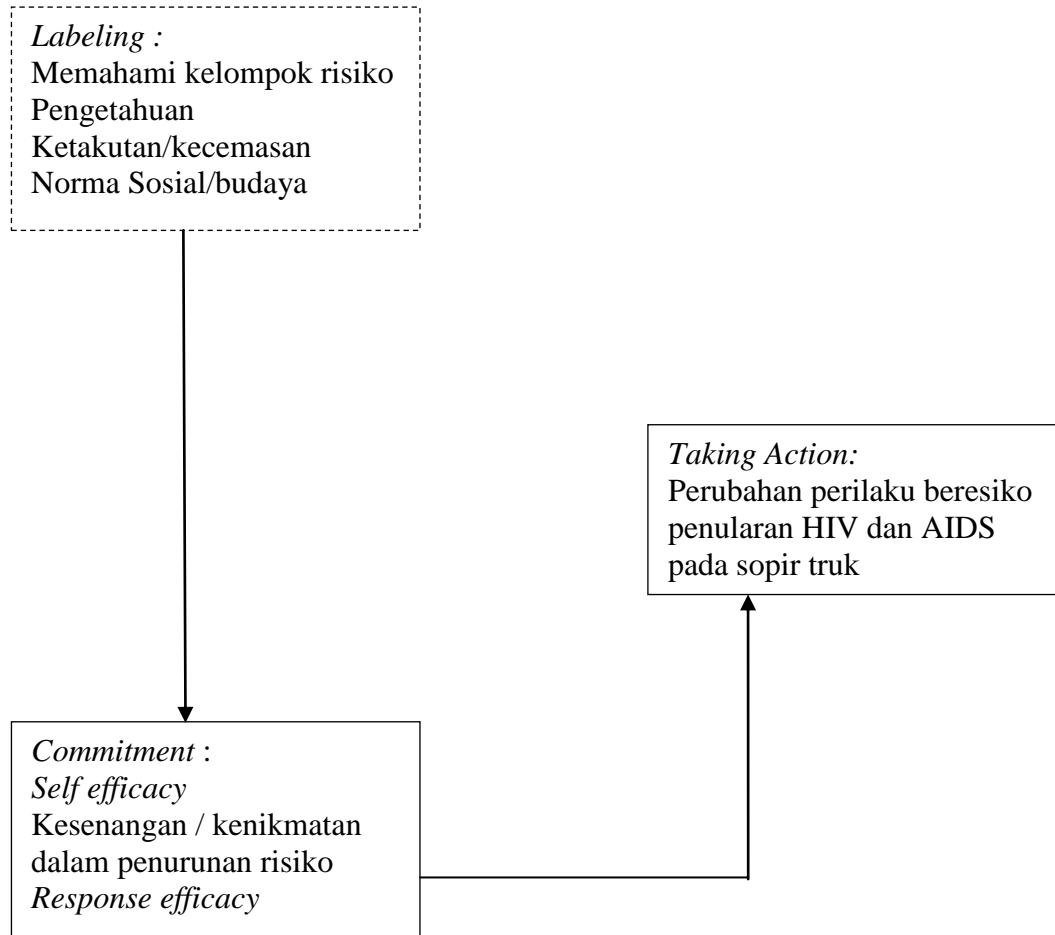 Labeling :
Memahami kelompok risiko
Pengetahuan
Ketakutan/kecemasan
Norma Sosial/budaya
Taking Action:
Perubahan perilaku beresiko
penularan HIV dan AIDS
pada sopir truk
Commitment :
Self efficacy
Kesenangan / kenikmatan
dalam penurunan risiko
Response efficacy